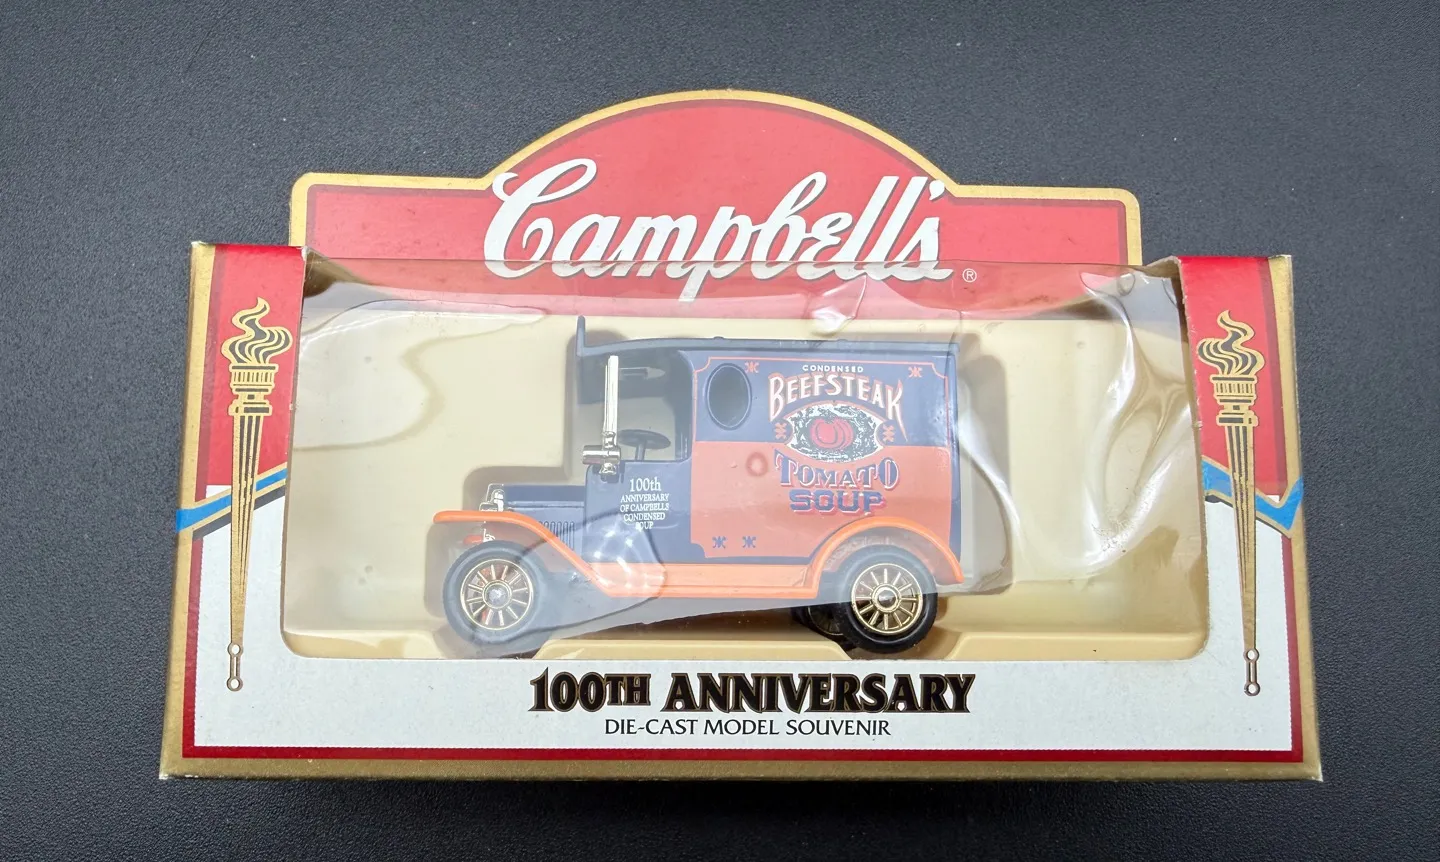 Campbell's®
CONDENSED
BEEFSTEAK
TOMATO
SOUP
100th
ANNIVERSARY
OF CAMPBELLS
CONDENSED
SOUP
100TH ANNIVERSARY
DIE-CAST MODEL SOUVENIR